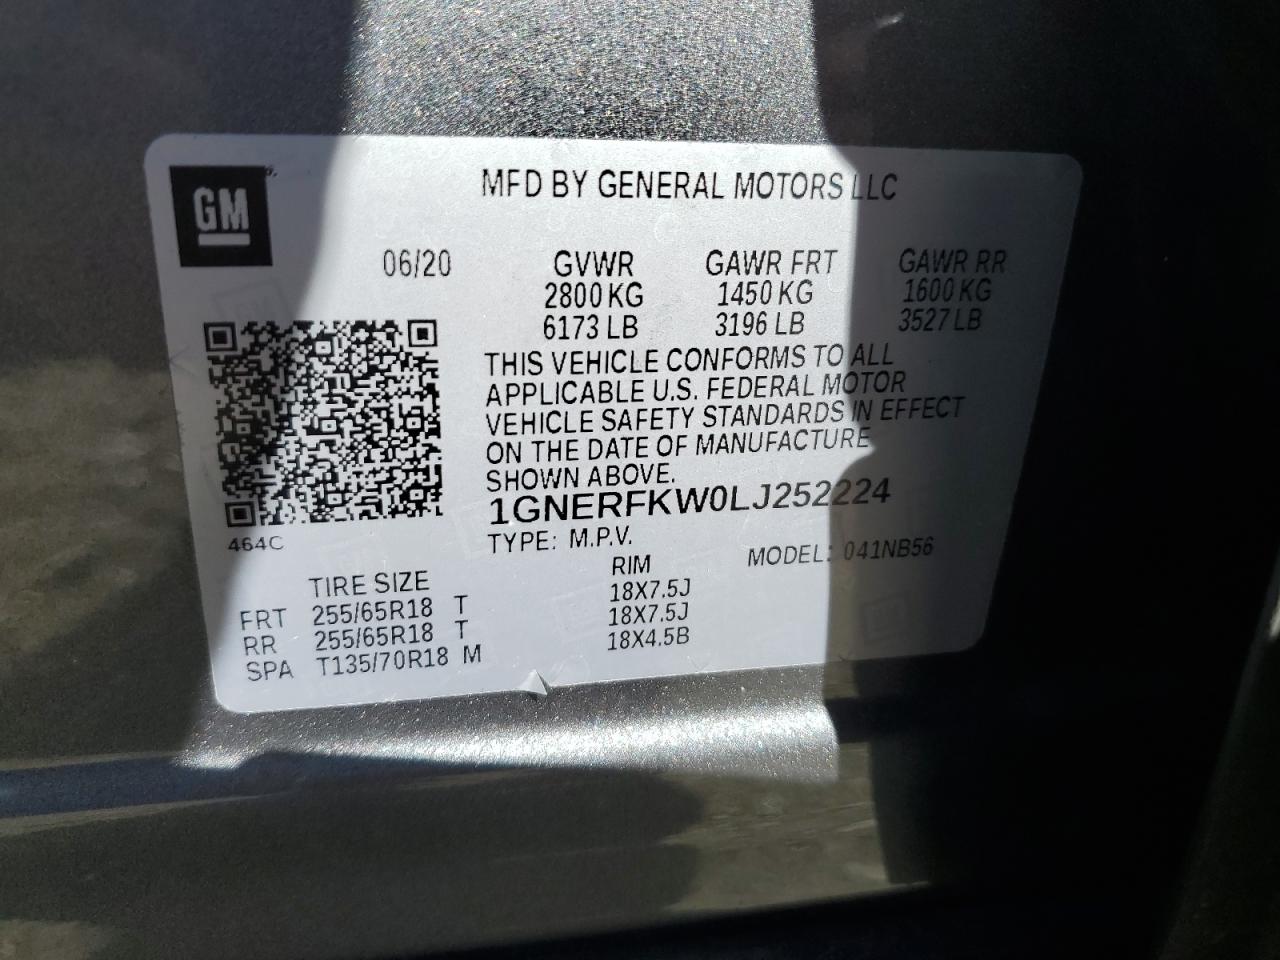 GM
MFD BY GENERAL MOTORS LLC
06/20 GVWR GAWR FRT GAWR RR
2800 KG 1450 KG 1600 KG
6173 LB 3196 LB 3527 LB
THIS VEHICLE CONFORMS TO ALL
APPLICABLE U.S. FEDERAL MOTOR
VEHICLE SAFETY STANDARDS IN EFFECT
ON THE DATE OF MANUFACTURE
SHOWN ABOVE.
1GNERFKW0LJ252224
464C
TYPE: M.P.V. MODEL: 041NB56
TIRE SIZE RIM
FRT 255/65R18 T 18X7.5J
RR 255/65R18 T 18X7.5J
SPA T135/70R18 M 18X4.5B